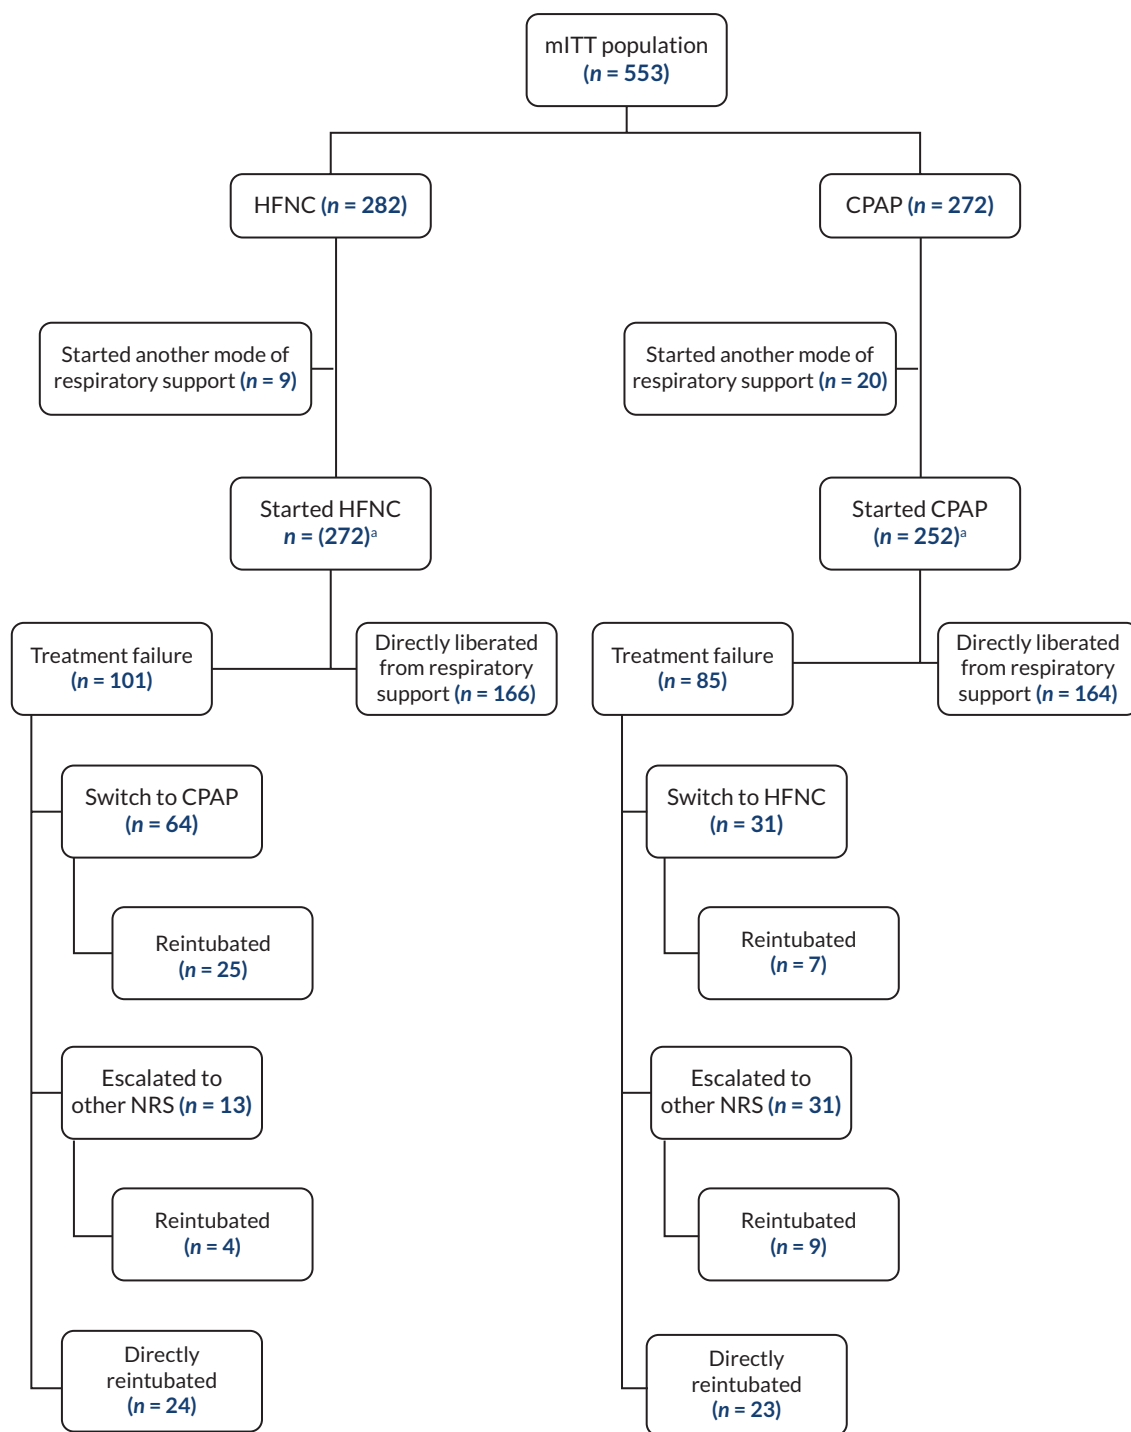 mITT population
(n = 553)
HFNC (n = 282)
CPAP (n = 272)
Started another mode of
respiratory support (n = 9)
Started another mode of
respiratory support (n = 20)
Started HFNC
n = (272)a
Started CPAP
(n = 252)a
Treatment failure
(n = 101)
Directly liberated
from respiratory
support (n = 166)
Treatment failure
(n = 85)
Directly liberated
from respiratory
support (n = 164)
Switch to CPAP
(n = 64)
Switch to HFNC
(n = 31)
Reintubated
(n = 25)
Reintubated
(n = 7)
Escalated to
other NRS (n = 13)
Escalated to
other NRS (n = 31)
Reintubated
(n = 4)
Reintubated
(n = 9)
Directly
reintubated
(n = 24)
Directly
reintubated
(n = 23)